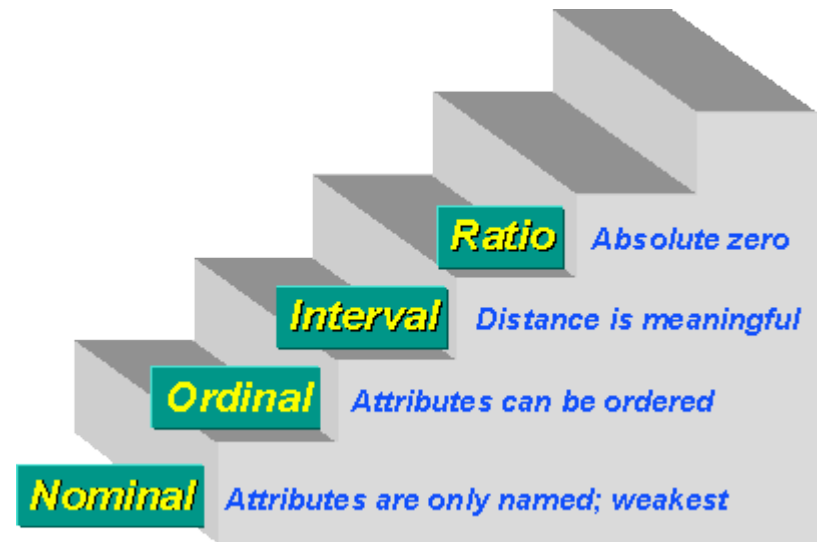 Ratio Absolute zero
Interval Distance is meaningful
Ordinal Attributes can be ordered
Nominal Attributes are only named; weakest